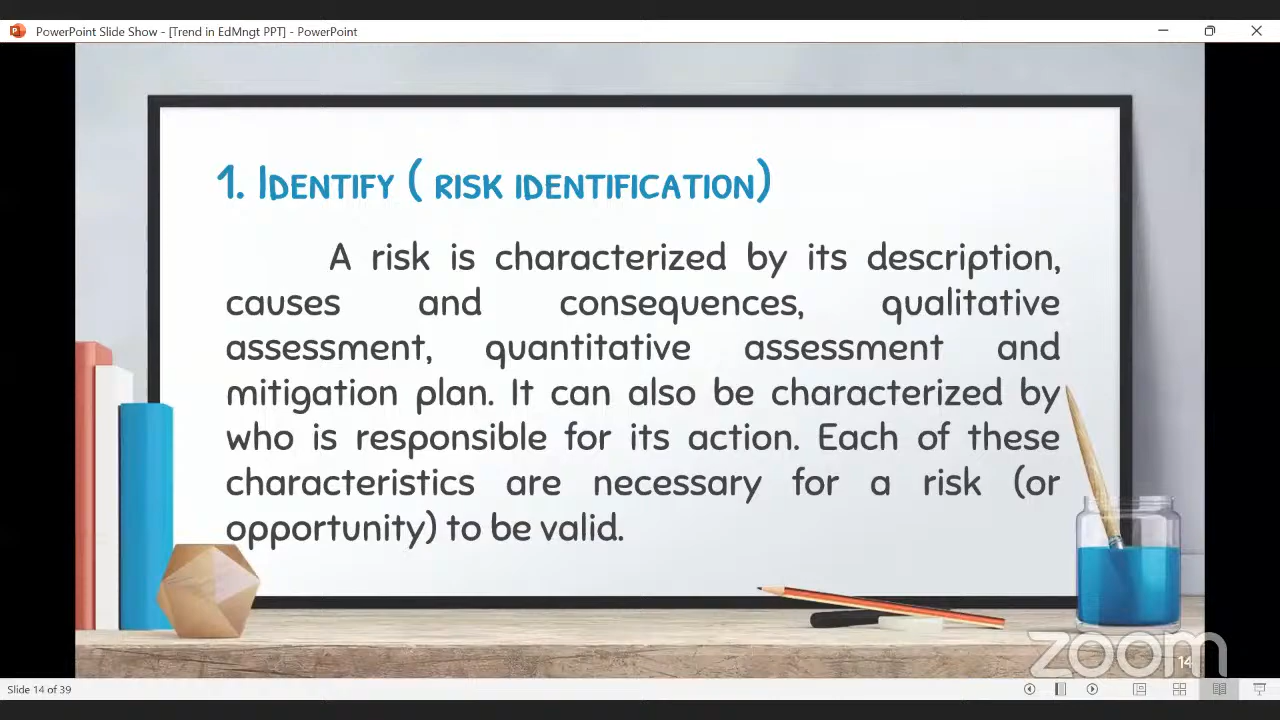 PowerPoint Slide Show - [Trend in EdMngt PPT] - PowerPoint
1. Identify ( risk identification)
A risk is characterized by its description,
causes and consequences, qualitative
assessment, quantitative assessment and
mitigation plan. It can also be characterized by
who is responsible for its action. Each of these
characteristics are necessary for a risk (or
opportunity) to be valid.
zoom
14
Slide 14 of 39